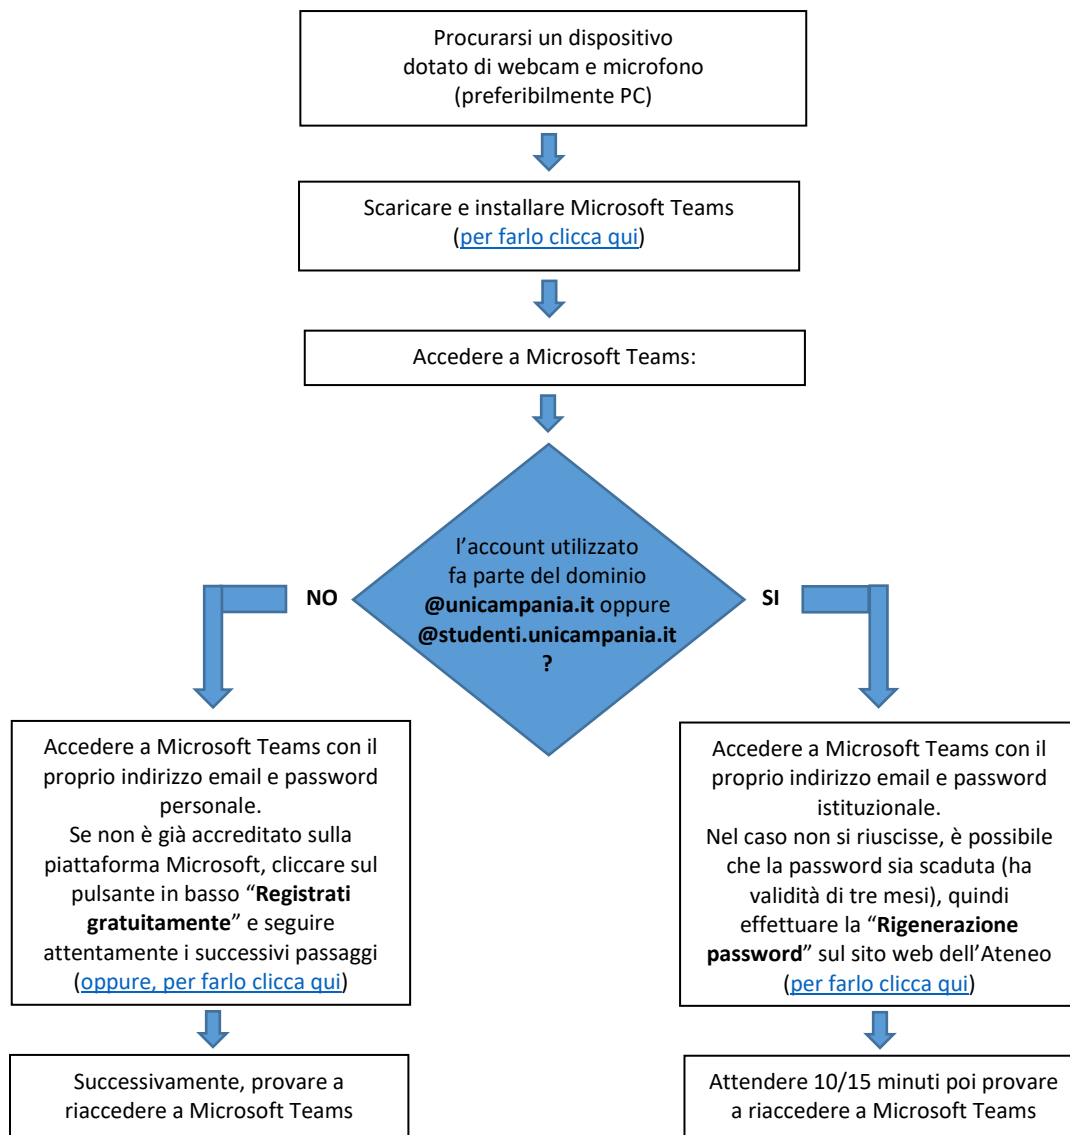 Procurarsi un dispositivo
dotato di webcam e microfono
(preferibilmente PC)
Scaricare e installare Microsoft Teams
(per farlo clicca qui)
Accedere a Microsoft Teams:
l’account utilizzato
fa parte del dominio
@unicampania.it oppure
@studenti.unicampania.it
?
NO
SI
Accedere a Microsoft Teams con il
proprio indirizzo email e password
personale.
Se non è già accreditato sulla
piattaforma Microsoft, cliccare sul
pulsante in basso “Registrati
gratuitamente” e seguire
attentamente i successivi passaggi
(oppure, per farlo clicca qui)
Accedere a Microsoft Teams con il
proprio indirizzo email e password
istituzionale.
Nel caso non si riuscisse, è possibile
che la password sia scaduta (ha
validità di tre mesi), quindi
effettuare la “Rigenerazione
password” sul sito web dell’Ateneo
(per farlo clicca qui)
Successivamente, provare a
riaccedere a Microsoft Teams
Attendere 10/15 minuti poi provare
a riaccedere a Microsoft Teams